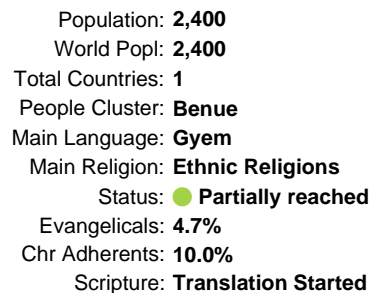 Population: 2,400
World Popl: 2,400
Total Countries: 1
People Cluster: Benue
Main Language: Gyem
Main Religion: Ethnic Religions
Status: Partially reached
Evangelicals: 4.7%
Chr Adherents: 10.0%
Scripture: Translation Started